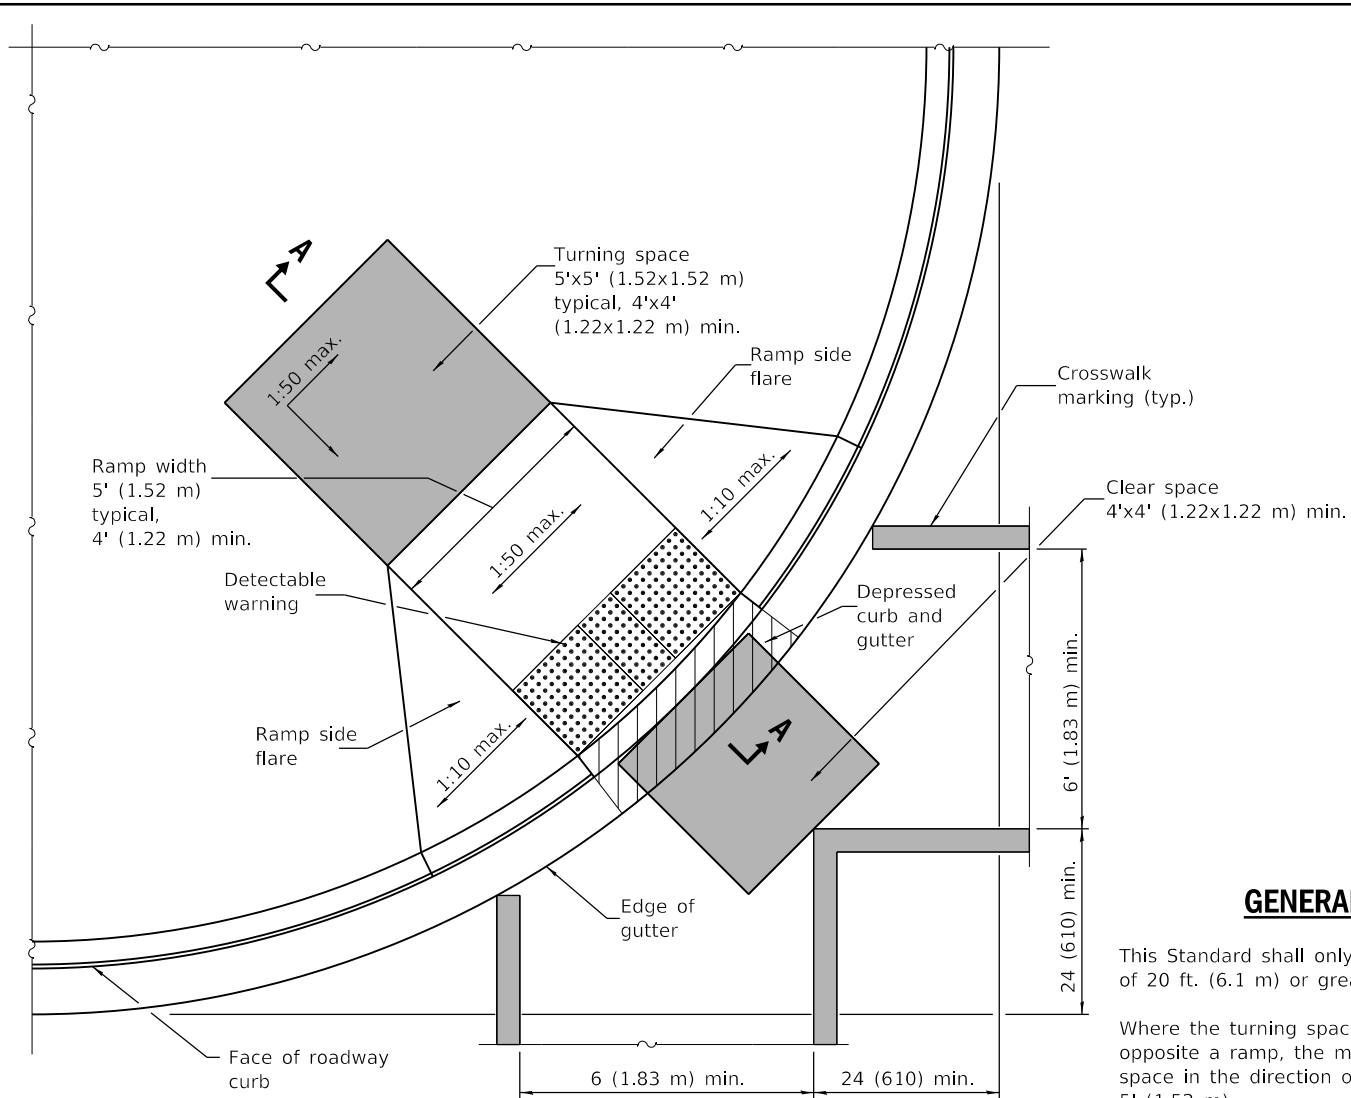 A
Turning space
5'x5' (1.52x1.52 m)
typical, 4'x4'
(1.22x1.22 m) min.
1:50 max.
Ramp side
flare
Crosswalk
marking (typ.)
Ramp width
5' (1.52 m)
typical,
4' (1.22 m) min.
1:10 max.
Clear space
4'x4' (1.22x1.22 m) min.
1:50 max.
Detectable
warning
Depressed
curb and
gutter
6' (1.83 m) min.
Ramp side
flare
1:10 max.
A
Edge of
gutter
24 (610) min.
GENERAL
This Standard shall only
of 20 ft. (6.1 m) or
Where the turning
opposite a ramp, the
space in the direction
Face of roadway
curb
6 (1.83 m) min.
24 (610) min.
5' (1.52 m)